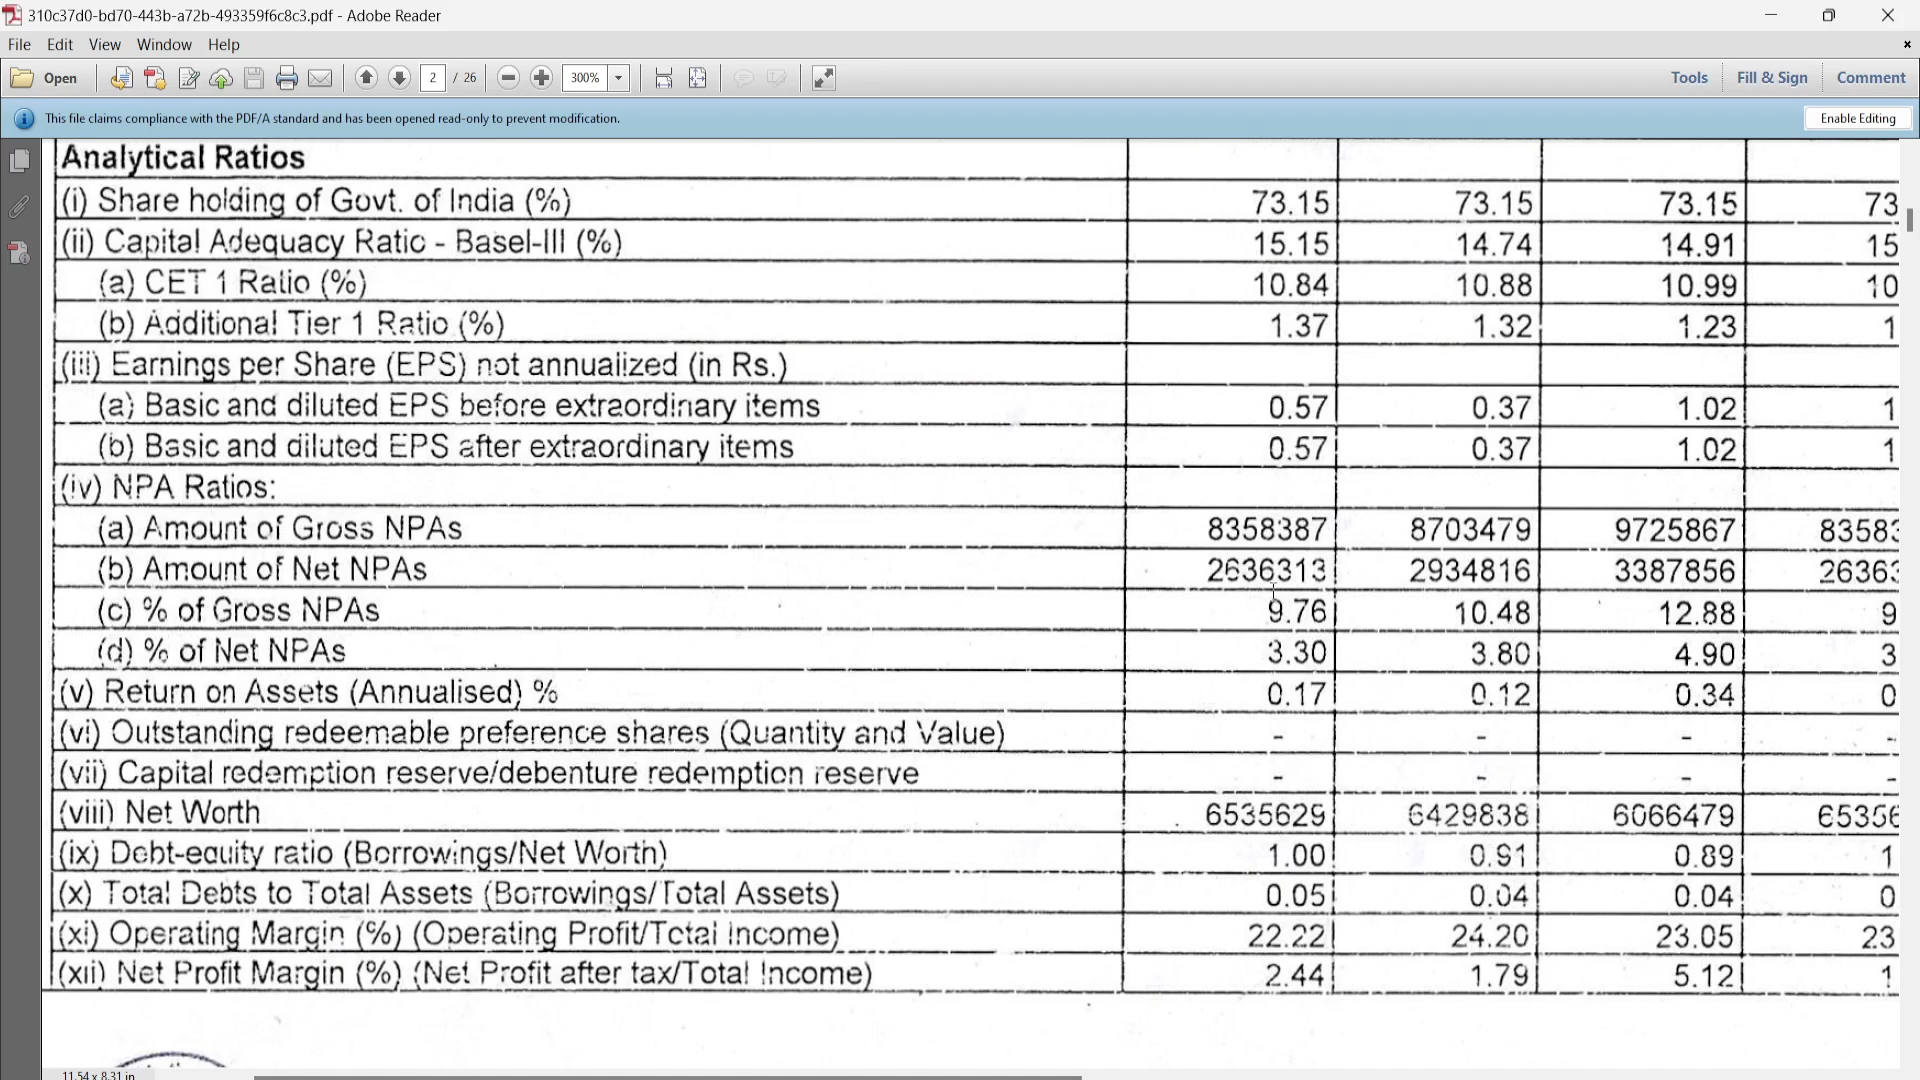 310c37d0-bd70-443b-a72b-493359f6c8c3.pdf - Adobe Reader
File Edit View Window Help
Open 2 / 26 300% Tools Fill & Sign Comment
This file claims compliance with the PDF/A standard and has been opened read-only to prevent modification. Enable Editing
Analytical Ratios
(i) Share holding of Govt. of India (%) 73.15 73.15 73.15 73
(ii) Capital Adequacy Ratio - Basel-III (%) 15.15 14.74 14.91 15
(a) CET 1 Ratio (%) 10.84 10.88 10.99 10
(b) Additional Tier 1 Ratio (%) 1.37 1.32 1.23 1
(iii) Earnings per Share (EPS) not annualized (in Rs.)
(a) Basic and diluted EPS before extraordinary items 0.57 0.37 1.02 1
(b) Basic and diluted EPS after extraordinary items 0.57 0.37 1.02 1
(iv) NPA Ratios:
(a) Amount of Gross NPAs 8358387 8703479 9725867 83583
(b) Amount of Net NPAs 2636313 2934816 3387856 26363
(c) % of Gross NPAs 9.76 10.48 12.88 9
(d) % of Net NPAs 3.30 3.80 4.90 3
(v) Return on Assets (Annualised) % 0.17 0.12 0.34 0
(vi) Outstanding redeemable preference shares (Quantity and Value) - - - -
(vii) Capital redemption reserve/debenture redemption reserve - - - -
(viii) Net Worth 6535629 6429838 6066479 65356
(ix) Debt-equity ratio (Borrowings/Net Worth) 1.00 0.91 0.89 1
(x) Total Debts to Total Assets (Borrowings/Total Assets) 0.05 0.04 0.04 0
(xi) Operating Margin (%) (Operating Profit/Total Income) 22.22 24.20 23.05 23
(xii) Net Profit Margin (%) (Net Profit after tax/Total Income) 2.44 1.79 5.12 1
11.54 x 8.31 in